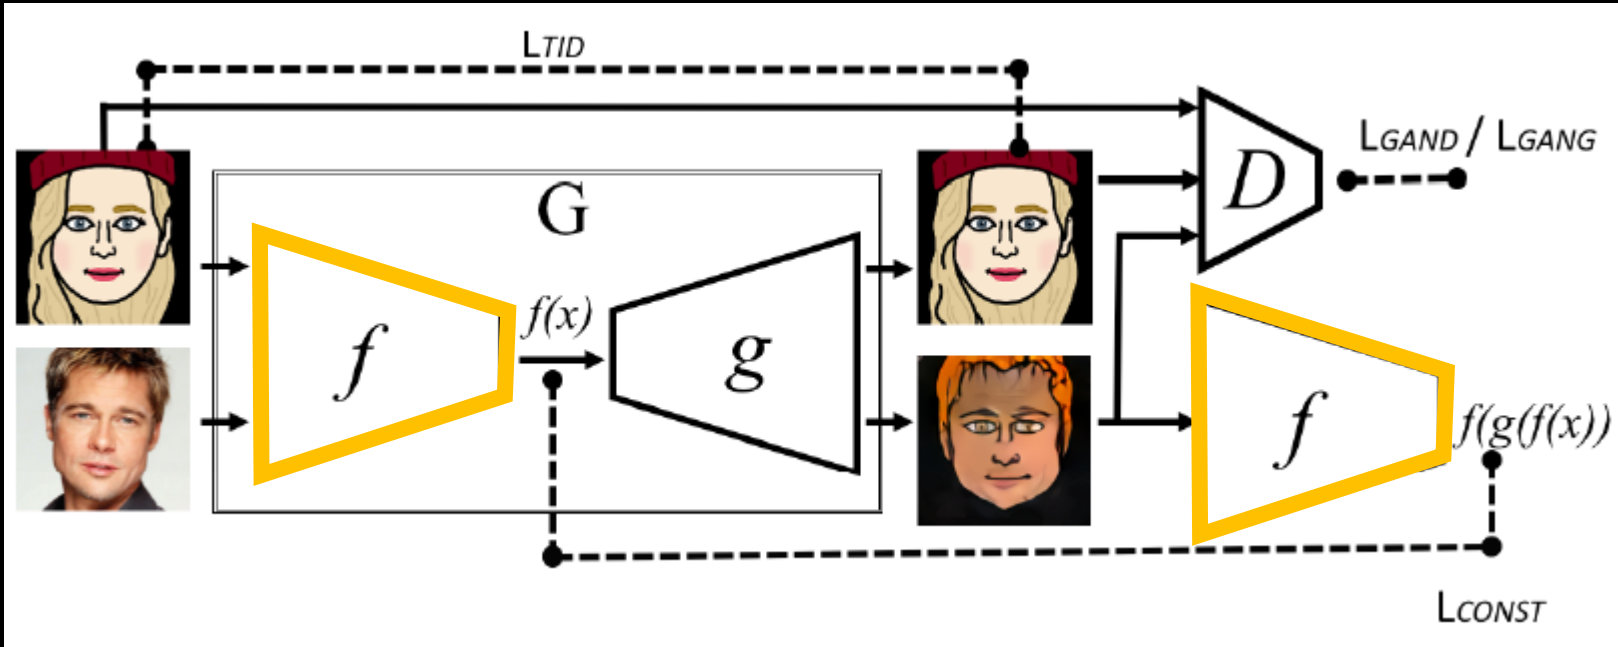 LTID
LGAND / LGANG
G
D
f
f(x)
g
f
f(g(f(x))
LCONST